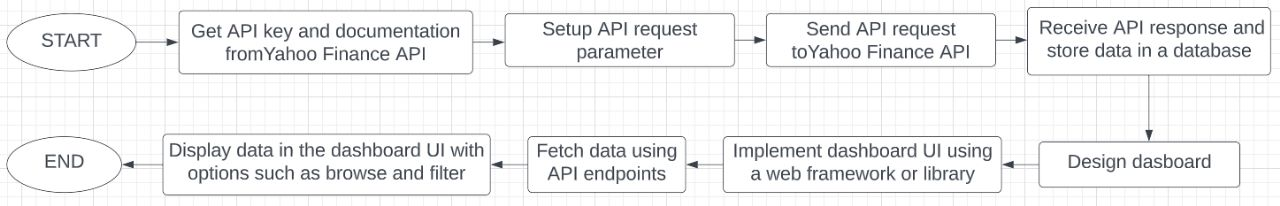 START
Get API key and documentation
fromYahoo Finance API
Setup API request
parameter
Send API request
toYahoo Finance API
Receive API response and
store data in a database
Design dasboard
Implement dashboard UI using
a web framework or library
Fetch data using
API endpoints
Display data in the dashboard UI with
options such as browse and filter
END